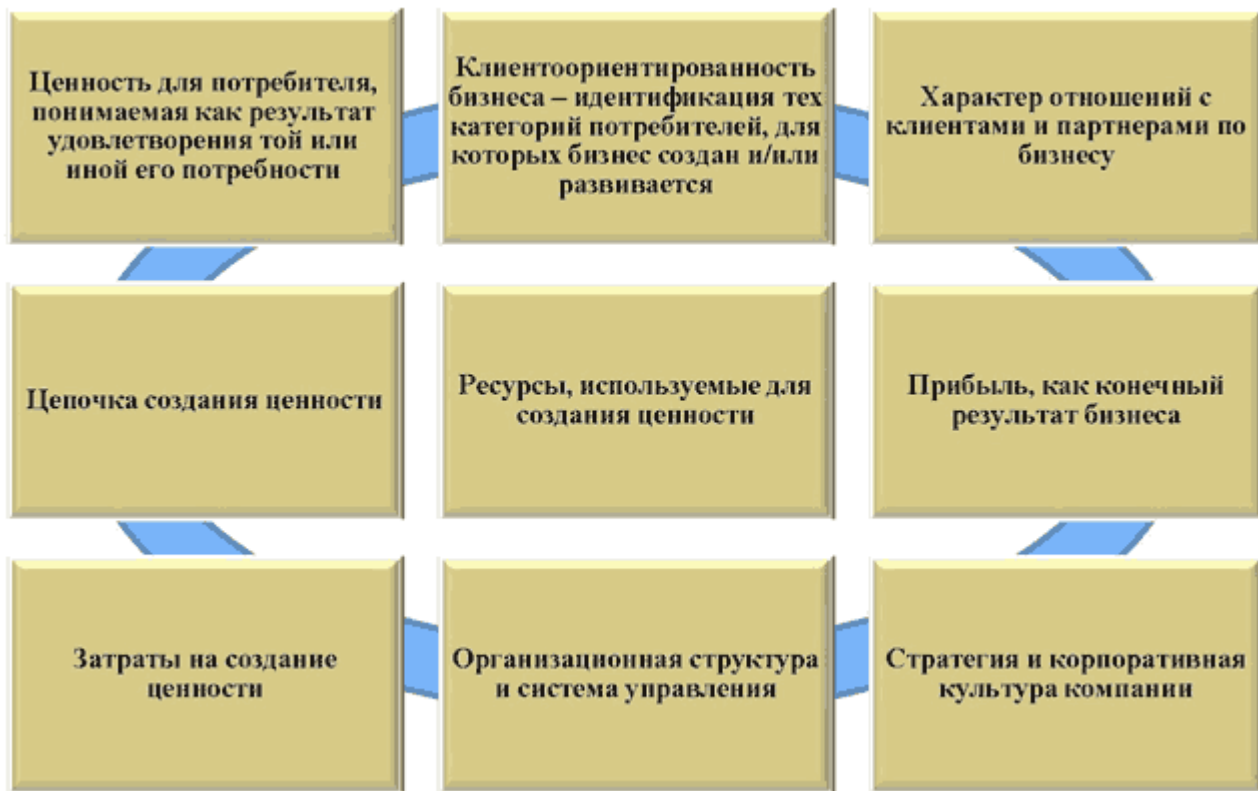 Ценность для потребителя,
понимаемая как результат
удовлетворения той или
иной его потребности
Клиентоориентированность
бизнеса – идентификация тех
категорий потребителей, для
которых бизнес создан и/или
развивается
Характер отношений с
клиентами и партнерами по
бизнесу
Цепочка создания ценности
Ресурсы, используемые для
создания ценности
Прибыль, как конечный
результат бизнеса
Затраты на создание
ценности
Организационная структура
и система управления
Стратегия и корпоративная
культура компании